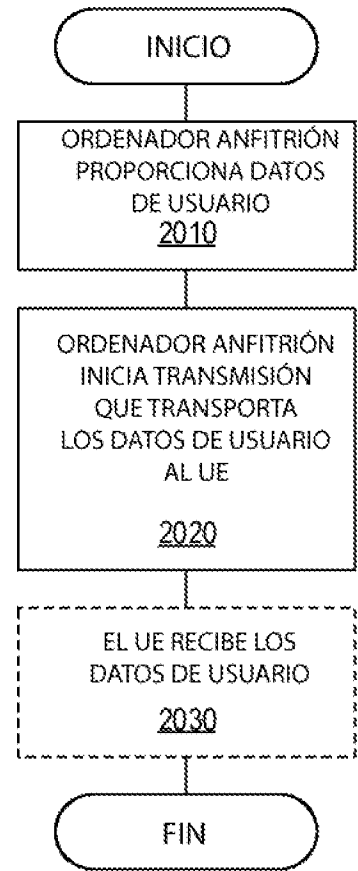 INICIO
ORDENADOR ANFITRIÓN
PROPORCIONA DATOS
DE USUARIO
2010
ORDENADOR ANFITRIÓN
INICIA TRANSMISIÓN
QUE TRANSPORTA
LOS DATOS DE USUARIO
AL UE
2020
EL UE RECIBE LOS
DATOS DE USUARIO
2030
FIN